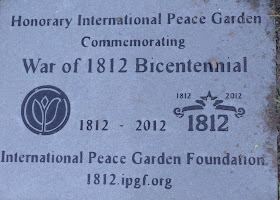 Honorary International Peace Garden
Commemorating
War of 1812 Bicentennial
1812 2012
1812 - 2012 1812
International Peace Garden Foundation
1812.ipgf.org